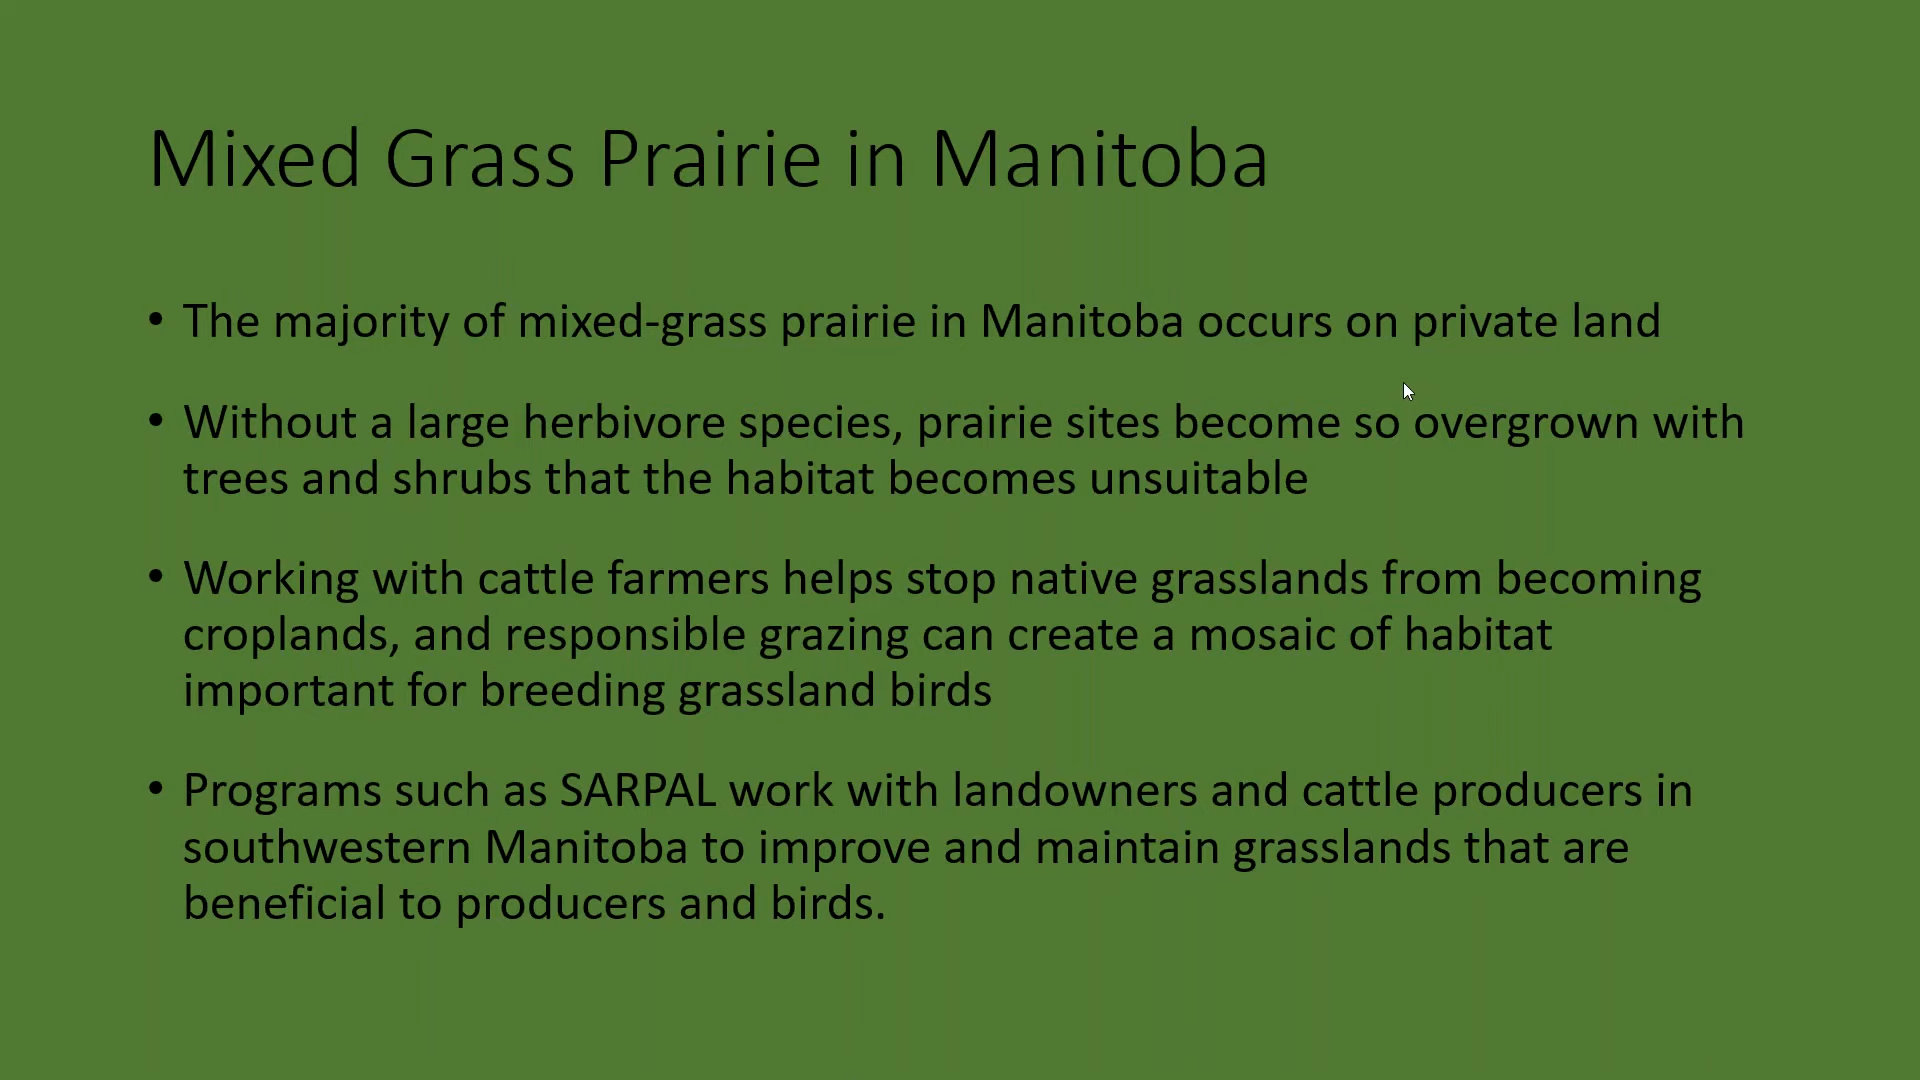 Mixed Grass Prairie in Manitoba
• The majority of mixed-grass prairie in Manitoba occurs on private land
• Without a large herbivore species, prairie sites become so overgrown with
trees and shrubs that the habitat becomes unsuitable
• Working with cattle farmers helps stop native grasslands from becoming
croplands, and responsible grazing can create a mosaic of habitat
important for breeding grassland birds
• Programs such as SARPAL work with landowners and cattle producers in
southwestern Manitoba to improve and maintain grasslands that are
beneficial to producers and birds.